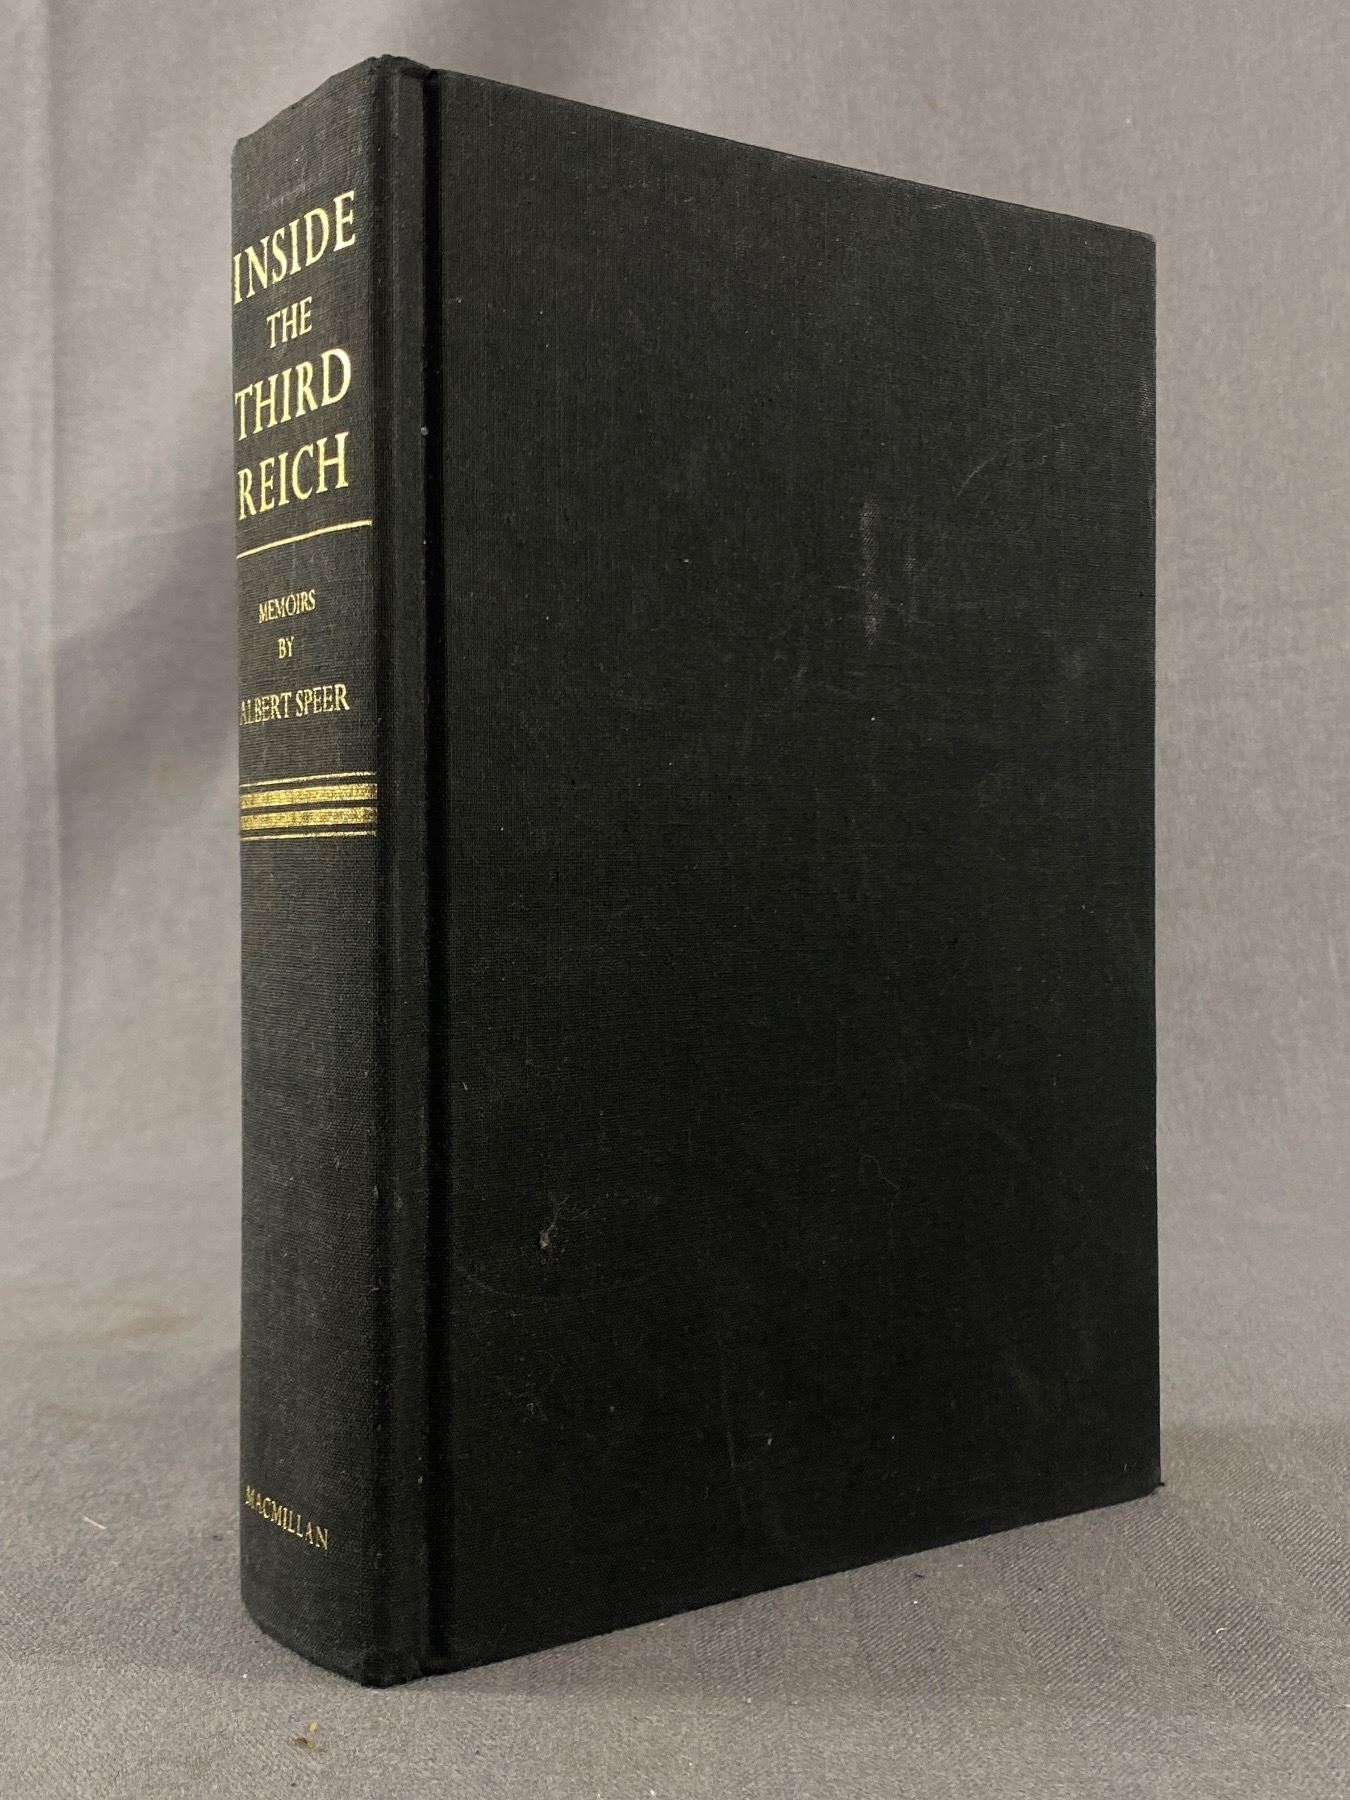 INSIDE
THE
THIRD
REICH
MEMOIRS
BY
ALBERT SPEER
MACMILLAN